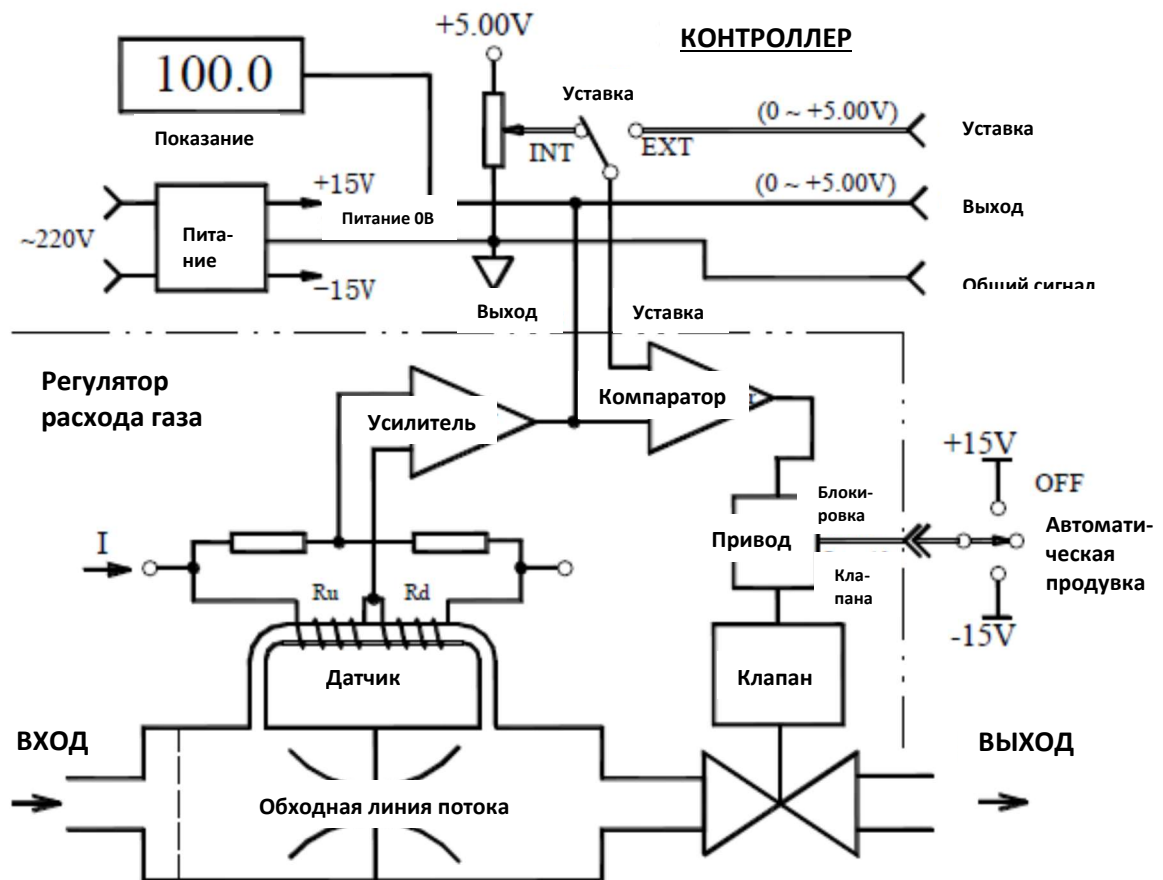 +5.00V
КОНТРОЛЛЕР
100.0
Показание
Уставка
INT
EXT
(0 ~ +5.00V)
Уставка
~220V
Пита-
ние
+15V
-15V
Питание 0В
(0 ~ +5.00V)
Выход
Общий сигнал
Выход
Уставка
Регулятор
расхода газа
Усилитель
Компаратор
+15V
OFF
-15V
Автомати-
ческая
продувка
Блоки-
ровка
Кла-
пана
Привод
I
Ru
Rd
Датчик
Клапан
ВХОД
ВЫХОД
Обходная линия потока